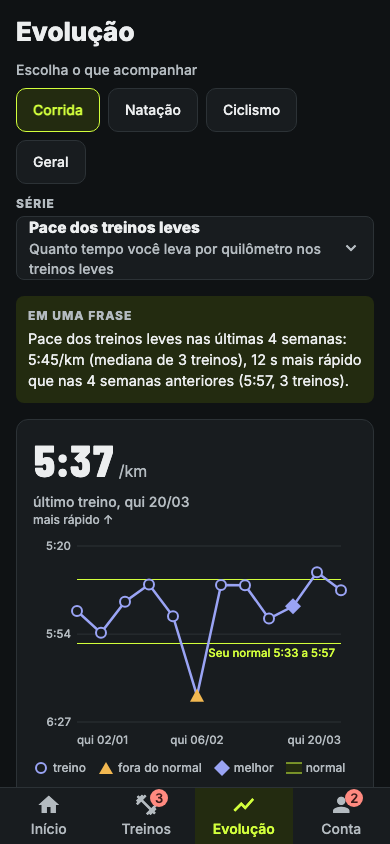 Evolução
Escolha o que acompanhar
Corrida
Natação
Ciclismo
Geral
SÉRIE
Pace dos treinos leves
Quanto tempo você leva por quilômetro nos
treinos leves
EM UMA FRASE
Pace dos treinos leves nas últimas 4 semanas:
5:45/km (mediana de 3 treinos), 12 s mais rápido
que nas 4 semanas anteriores (5:57, 3 treinos).
5:37 /km
último treino, qui 20/03
mais rápido ↑
5:20
5:54
Seu normal 5:33 a 5:57
6:27
qui 02/01
qui 06/02
qui 20/03
treino
fora do normal
melhor
normal
3
2
Início
Treinos
Evolução
Conta